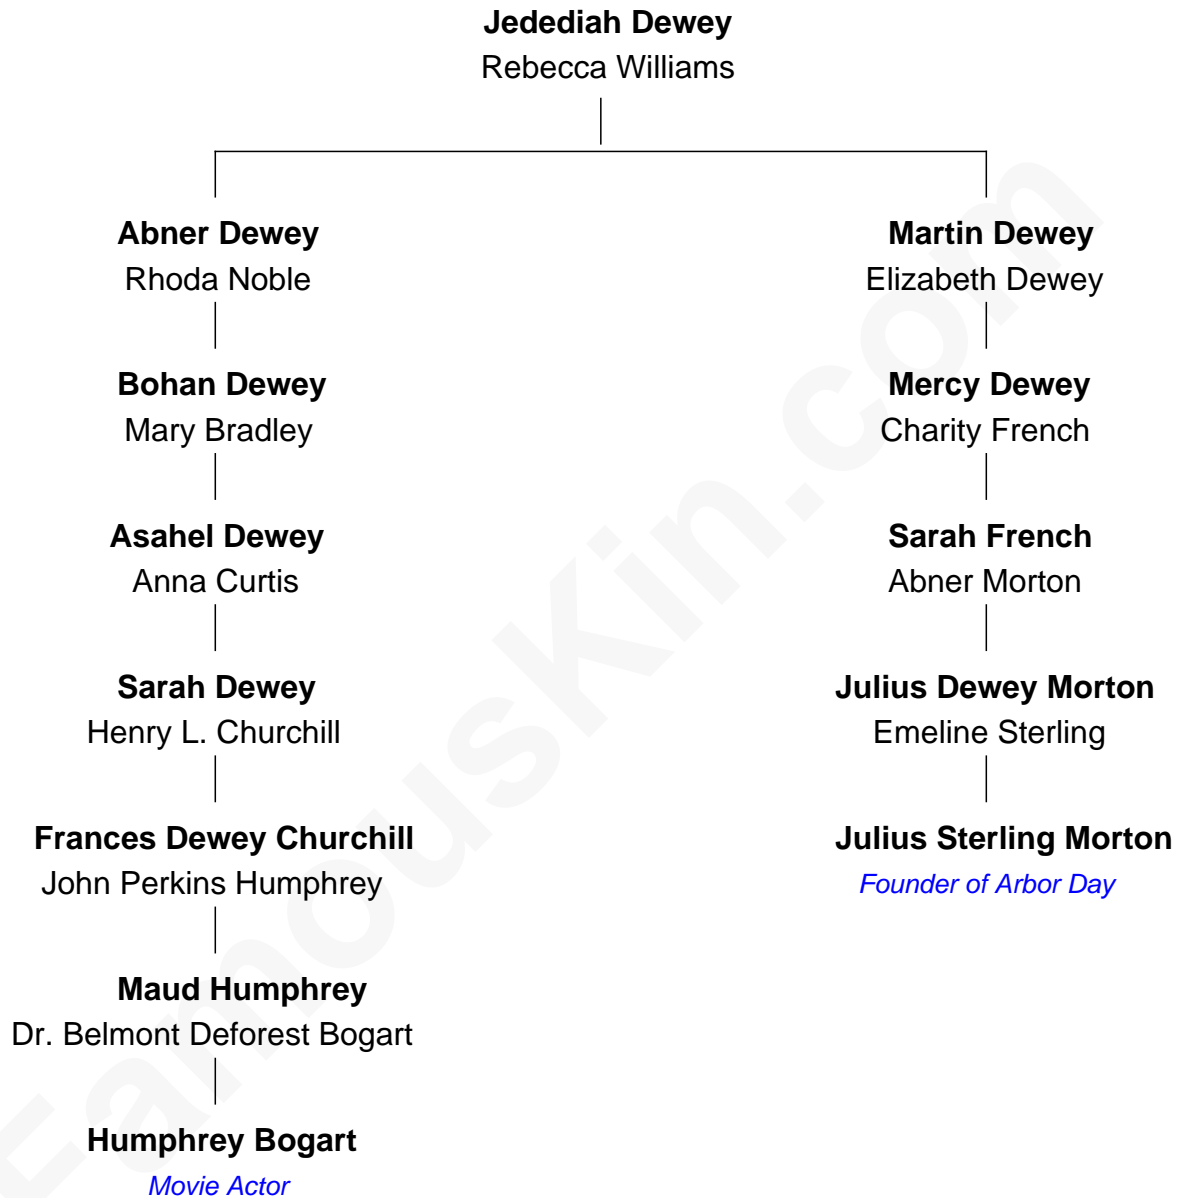 Jedediah Dewey
Rebecca Williams
Abner Dewey
Rhoda Noble
Martin Dewey
Elizabeth Dewey
Bohan Dewey
Mary Bradley
Mercy Dewey
Charity French
Asahel Dewey
Anna Curtis
Sarah French
Abner Morton
Sarah Dewey
Henry L. Churchill
Julius Dewey Morton
Emeline Sterling
Frances Dewey Churchill
John Perkins Humphrey
Julius Sterling Morton
Founder of Arbor Day
Maud Humphrey
Dr. Belmont Deforest Bogart
Humphrey Bogart
Movie Actor
FamousKin.com